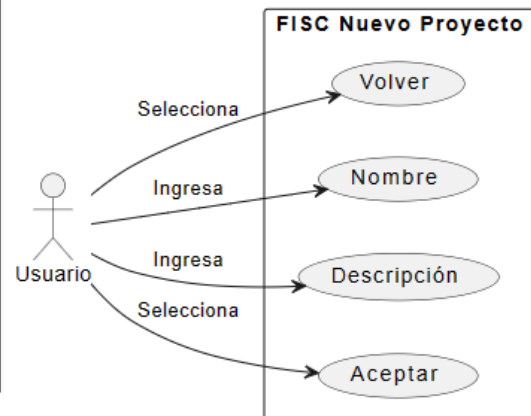 FISC Nuevo Proyecto
Volver
Selecciona
Nombre
Ingresa
Usuario
Ingresa
Descripción
Selecciona
Aceptar